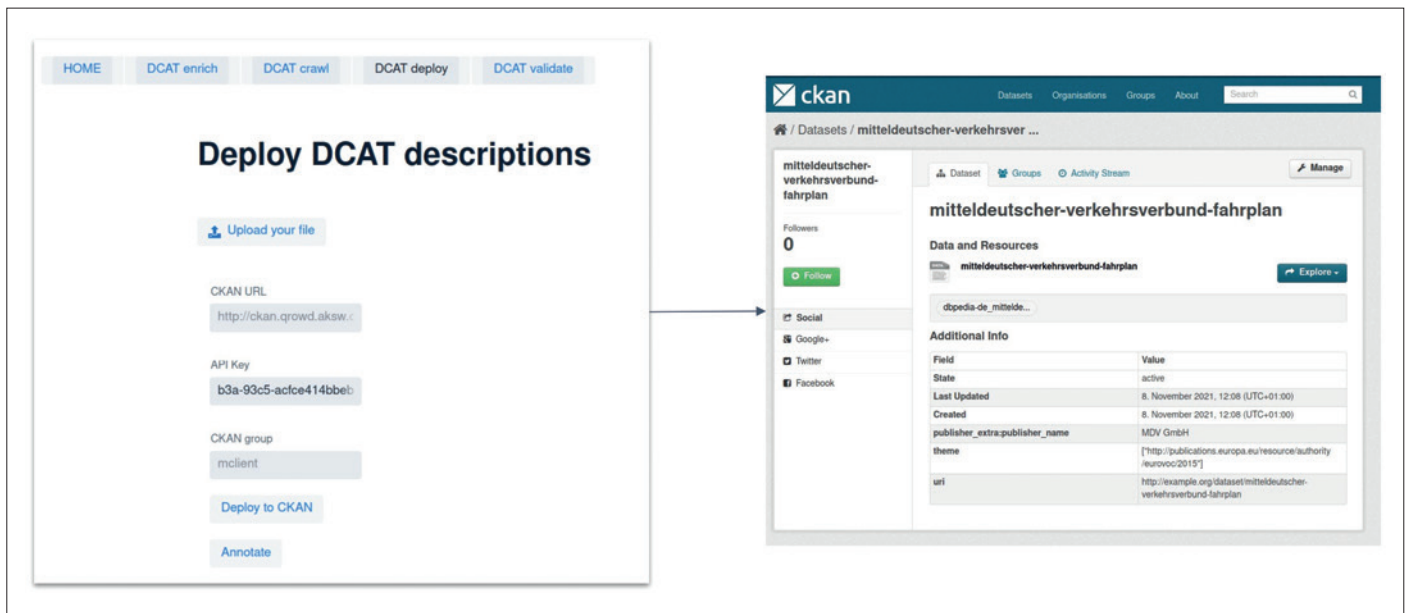 HOME DCAT enrich DCAT crawl DCAT deploy DCAT validate
Deploy DCAT descriptions
Upload your file
CKAN URL
http://ckan.qrowd.aksw.c
API Key
b3a-93c5-acfce414bbeb
CKAN group
mclient
Deploy to CKAN
Annotate
ckan
Datasets Organisations Groups About Search
/ Datasets / mitteldeutscher-verkehrsver ...
mitteldeutscher-
verkehrsverbund-
fahrplan
Followers
0
Follow
Social
Google+
Twitter
Facebook
Dataset Groups Activity Stream Manage
mitteldeutscher-verkehrsverbund-fahrplan
Data and Resources
mitteldeutscher-verkehrsverbund-fahrplan
Explore
dbpedia-de_mittelde...
Additional Info
Field Value
State active
Last Updated 8. November 2021, 12:08 (UTC+01:00)
Created 8. November 2021, 12:08 (UTC+01:00)
publisher_extra:publisher_name MDV GmbH
theme ["http://publications.europa.eu/resource/authority
/eurovoc/2015"]
uri http://example.org/dataset/mitteldeutscher-
verkehrsverbund-fahrplan